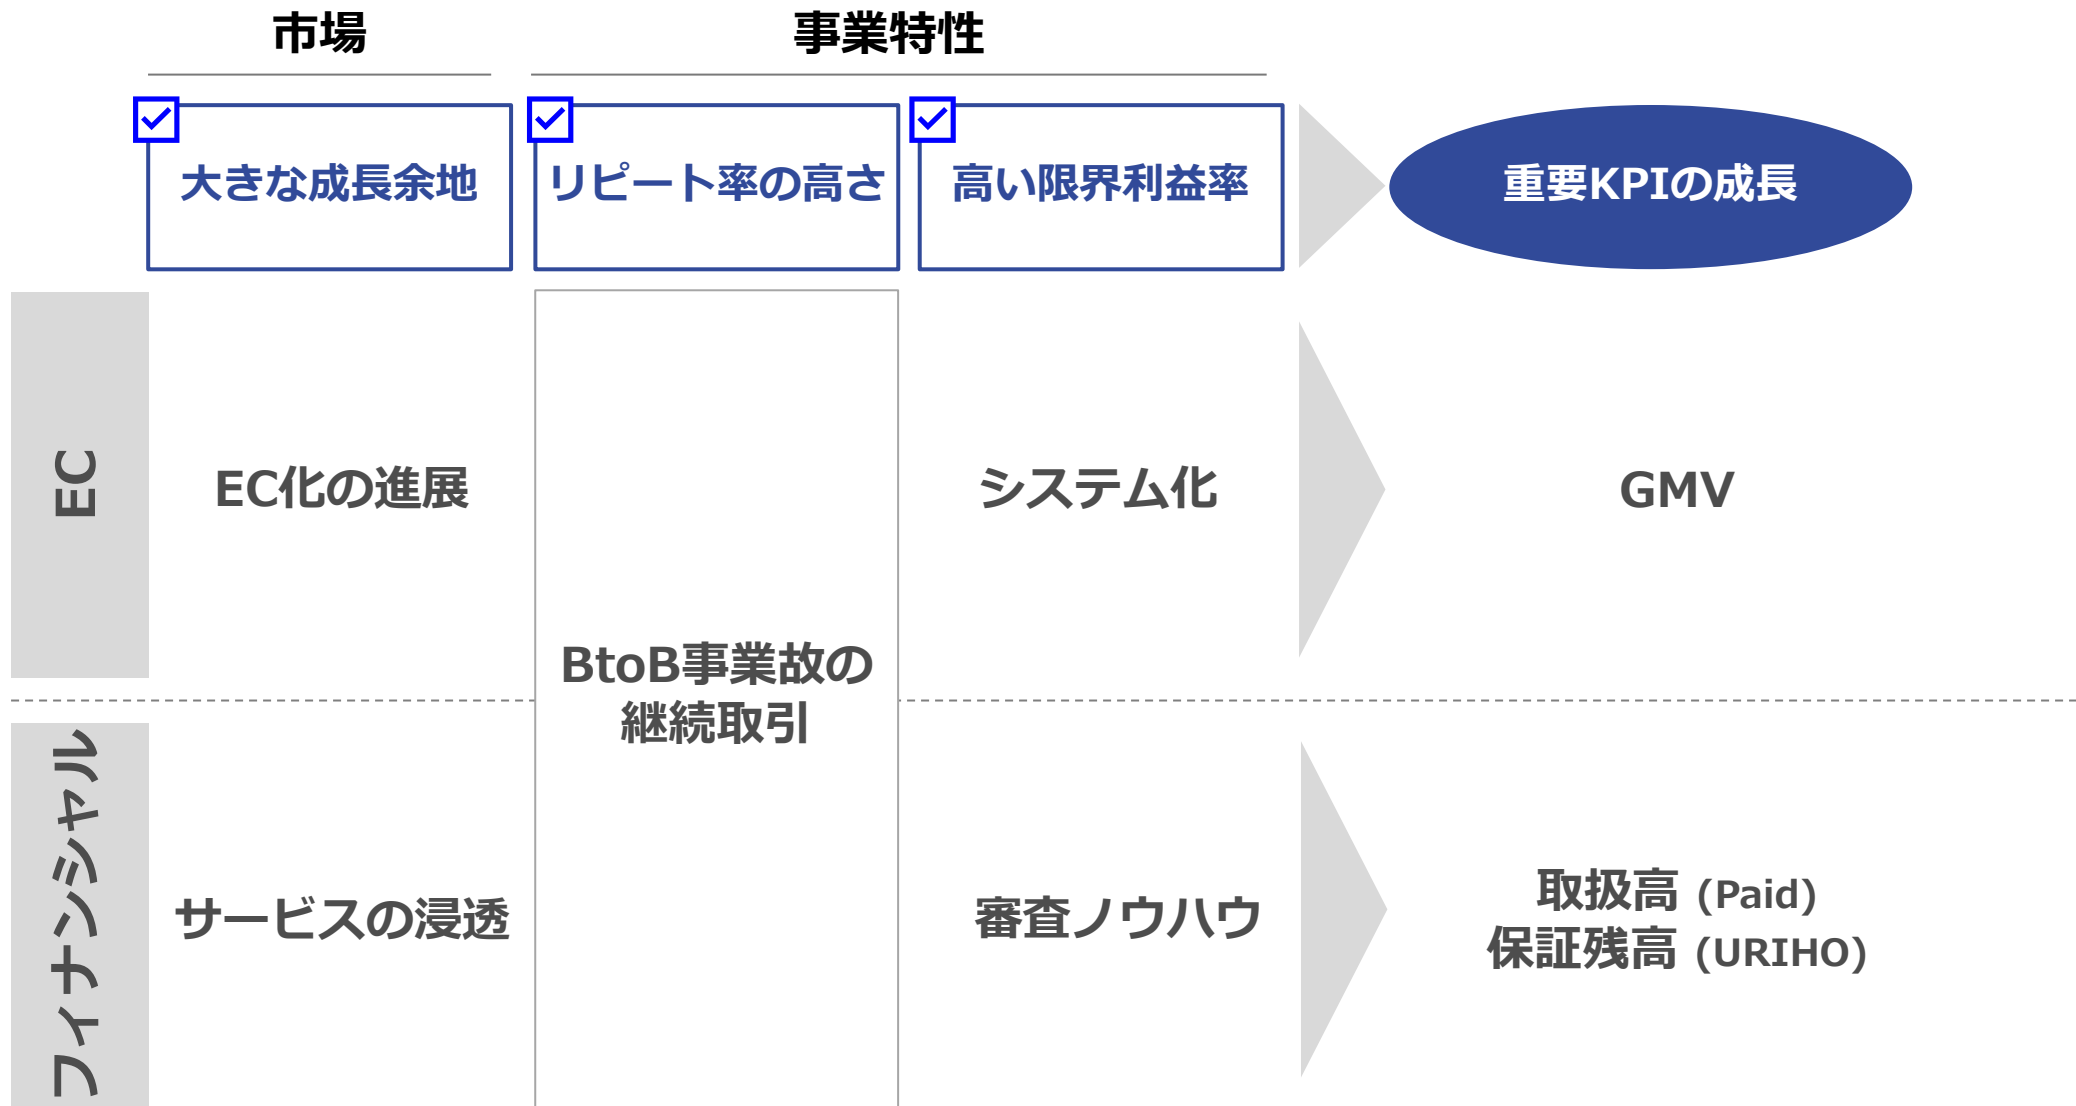 市場
事業特性
大きな成長余地
リピート率の高さ
高い限界利益率
重要KPIの成長
EC
EC化の進展
システム化
GMV
BtoB事業故の
継続取引
フィナンシャル
サービスの浸透
審査ノウハウ
取扱高 (Paid)
保証残高 (URIHO)